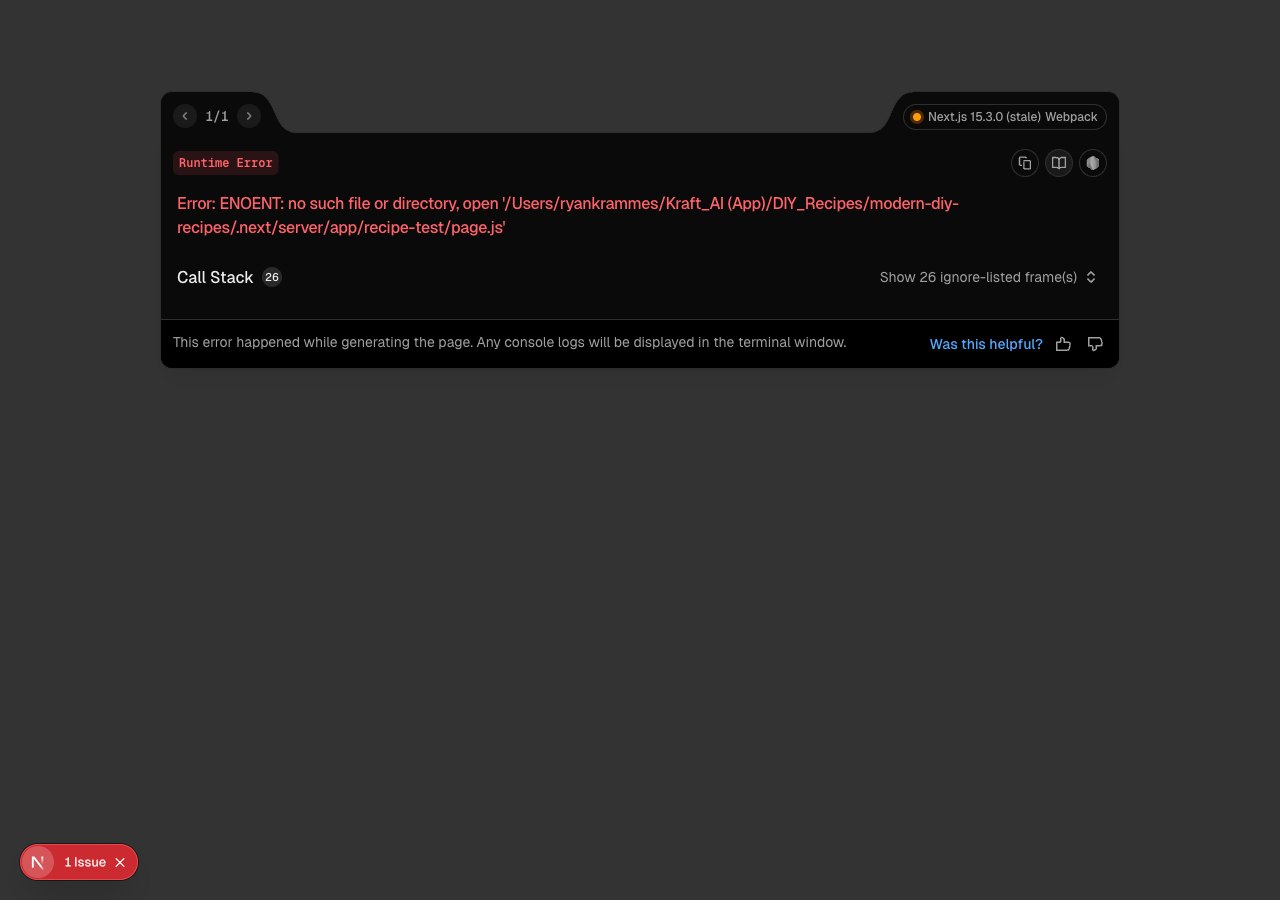 1/1
Next.js 15.3.0 (stale) Webpack
Runtime Error
Error: ENOENT: no such file or directory, open '/Users/ryankrammes/Kraft_AI (App)/DIY_Recipes/modern-diy-
recipes/.next/server/app/recipe-test/page.js'
Call Stack 26
Show 26 ignore-listed frame(s)
This error happened while generating the page. Any console logs will be displayed in the terminal window.
Was this helpful?
N 1 Issue